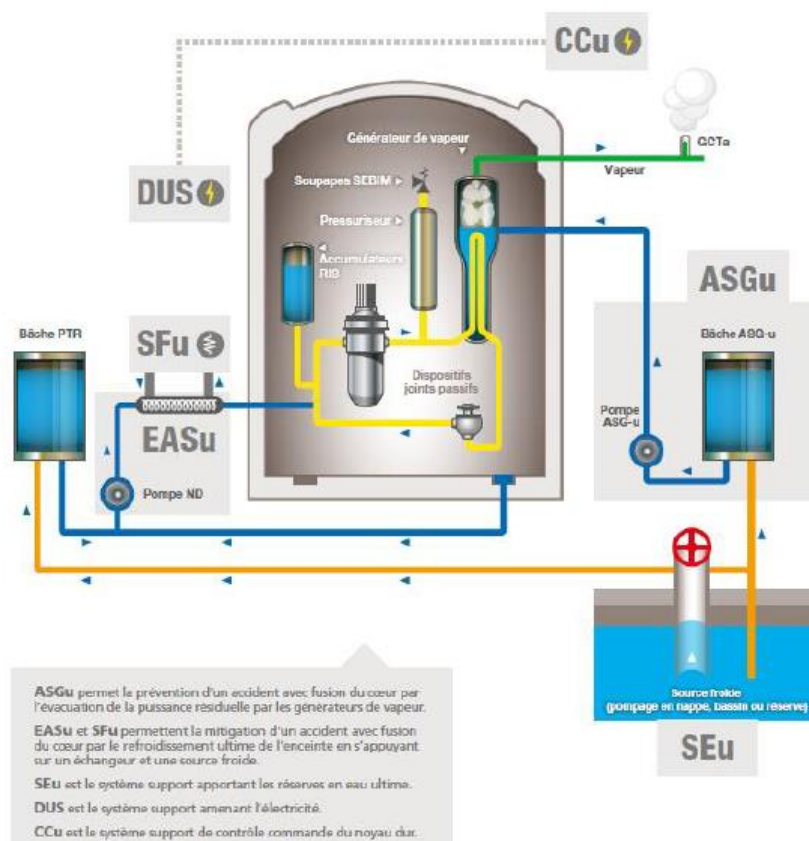 CCu
GCTa
Générateur de vapeur
Vapeur
DUS
Soupapes SEBIM
Pressuriseur
Accumulateurs
RIS
ASGu
Bâche PTR
SFu
Bâche ASG-u
Dispositifs
joints passifs
Pompe
ASG-u
EASu
Pompe ND
Source froide
(pompage en nappe, bassin ou réserve)
SEu
ASGu permet la prévention d'un accident avec fusion du cœur par
l'évacuation de la puissance résiduelle par les générateurs de vapeur.
EASu et SFu permettent la mitigation d'un accident avec fusion
du cœur par le refroidissement ultime de l'enceinte en s'appuyant
sur un échangeur et une source froide.
SEu est le système support apportant les réserves en eau ultime.
DUS est le système support amenant l'électricité.
CCu est le système support de contrôle commande du noyau dur.